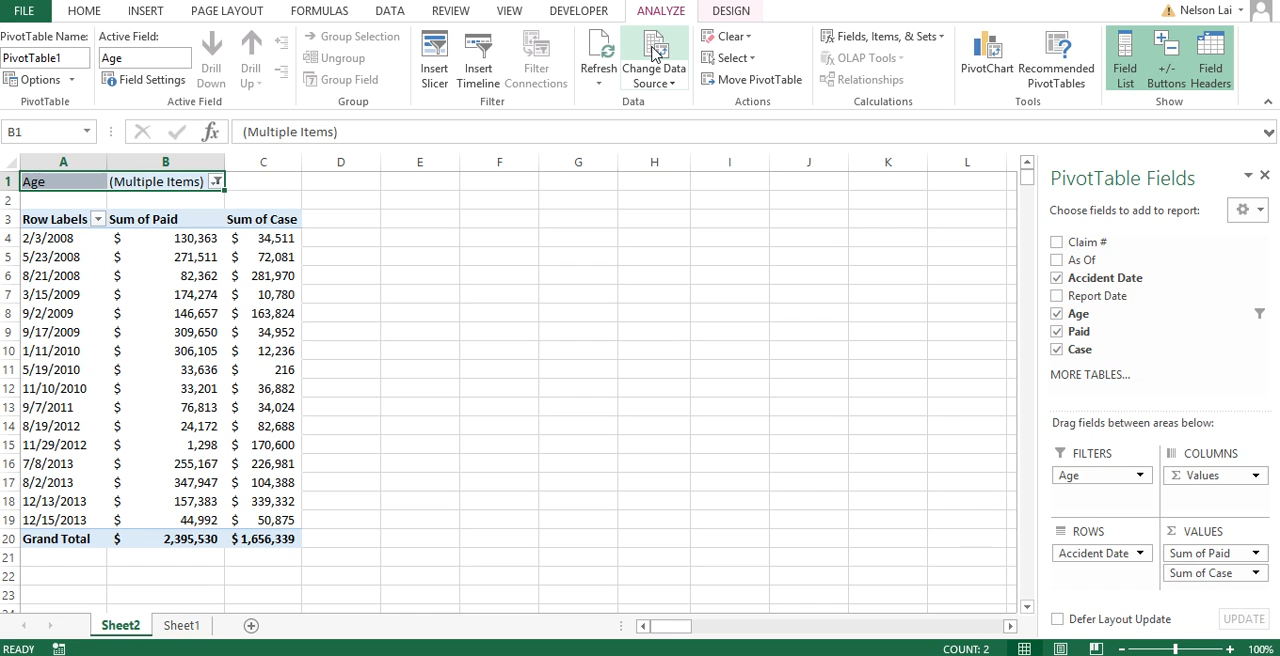 FILE HOME INSERT PAGE LAYOUT FORMULAS DATA REVIEW VIEW DEVELOPER ANALYZE DESIGN Nelson Lai
PivotTable Name:
PivotTable1
Options
PivotTable
Active Field:
Age
Field Settings
Drill Down
Drill Up
Active Field
Group Selection
Ungroup
Group Field
Group
Insert Slicer
Insert Timeline
Filter Connections
Filter
Refresh
Change Data Source
Data
Clear
Select
Move PivotTable
Actions
Fields, Items, & Sets
OLAP Tools
Relationships
Calculations
PivotChart
Recommended PivotTables
Tools
Field List
+/- Buttons
Field Headers
Show
B1 fx (Multiple Items)
A B C D E F G H I J K L
1 Age (Multiple Items)
2
3 Row Labels Sum of Paid Sum of Case
4 2/3/2008 $ 130,363 $ 34,511
5 5/23/2008 $ 271,511 $ 72,081
6 8/21/2008 $ 82,362 $ 281,970
7 3/15/2009 $ 174,274 $ 10,780
8 9/2/2009 $ 146,657 $ 163,824
9 9/17/2009 $ 309,650 $ 34,952
10 1/11/2010 $ 306,105 $ 12,236
11 5/19/2010 $ 33,636 $ 216
12 11/10/2010 $ 33,201 $ 36,882
13 9/7/2011 $ 76,813 $ 34,024
14 8/19/2012 $ 24,172 $ 82,688
15 11/29/2012 $ 1,298 $ 170,600
16 7/8/2013 $ 255,167 $ 226,981
17 8/2/2013 $ 347,947 $ 104,388
18 12/13/2013 $ 157,383 $ 339,332
19 12/15/2013 $ 44,992 $ 50,875
20 Grand Total $ 2,395,530 $ 1,656,339
21
22
23
PivotTable Fields
Choose fields to add to report:
Claim #
As Of
Accident Date
Report Date
Age
Paid
Case
MORE TABLES...
Drag fields between areas below:
FILTERS
Age
COLUMNS
Σ Values
ROWS
Accident Date
Σ VALUES
Sum of Paid
Sum of Case
Defer Layout Update UPDATE
Sheet2 Sheet1
READY COUNT: 2 100%